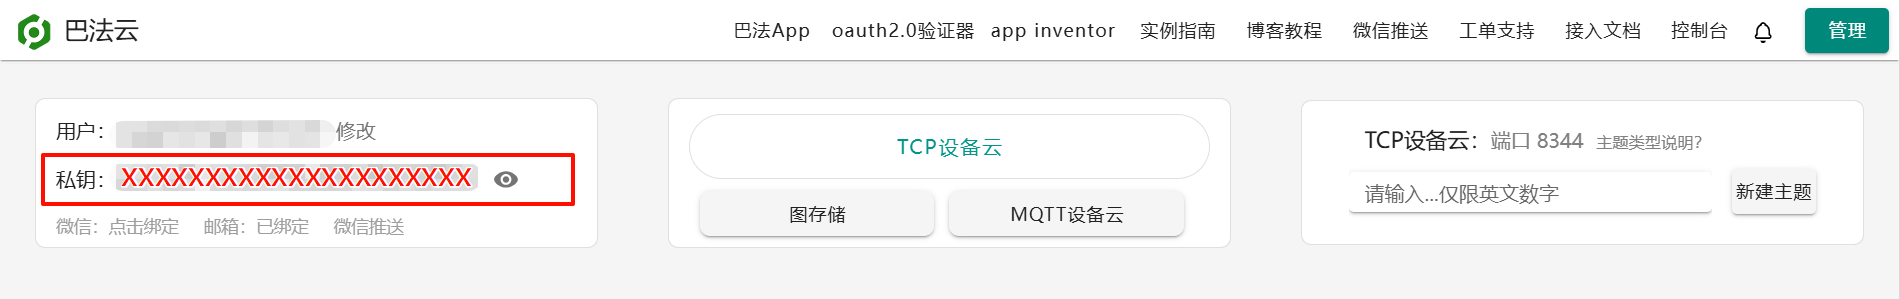 巴法云
巴法App oauth2.0验证器 app inventor 实例指南 博客教程 微信推送 工单支持 接入文档 控制台 管理
用户： 修改
私钥：XXXXXXXXXXXXXXXXXXXXX
微信：点击绑定 邮箱：已绑定 微信推送
TCP设备云
图存储 MQTT设备云
TCP设备云：端口 8344 主题类型说明?
请输入...仅限英文数字 新建主题